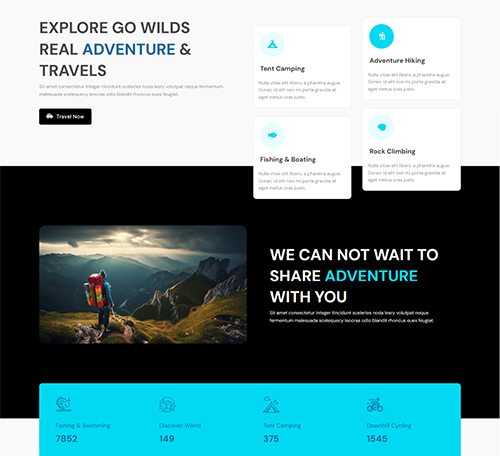 EXPLORE GO WILDS
REAL ADVENTURE &
TRAVELS
Sit amet consectetur integer tincidunt sceleries noda leary volutpat neque fermentum
malesuada scelequecy leocras odio blandit rhoncus eues feugiat.
Travel Now
Tent Camping
Nulla vitae elit libero, a pharetra augue.
Donec id elit non mi porta gravida at
eget metus cras justo.
Adventure Hiking
Nulla vitae elit libero, a pharetra augue.
Donec id elit non mi porta gravida at
eget metus cras justo.
Fishing & Boating
Nulla vitae elit libero, a pharetra augue.
Donec id elit non mi porta gravida at
eget metus cras justo.
Rock Climbing
Nulla vitae elit libero, a pharetra augue.
Donec id elit non mi porta gravida at
eget metus cras justo.
WE CAN NOT WAIT TO
SHARE ADVENTURE
WITH YOU
Sit amet consectetur integer tincidunt sceleries noda leary volutpat neque
fermentum malesuada scelequecy leocras odio blandit rhoncus eues feugiat.
Fishing & Swimming
7852
Discover World
149
Tent Camping
375
Downhill Cycling
1545